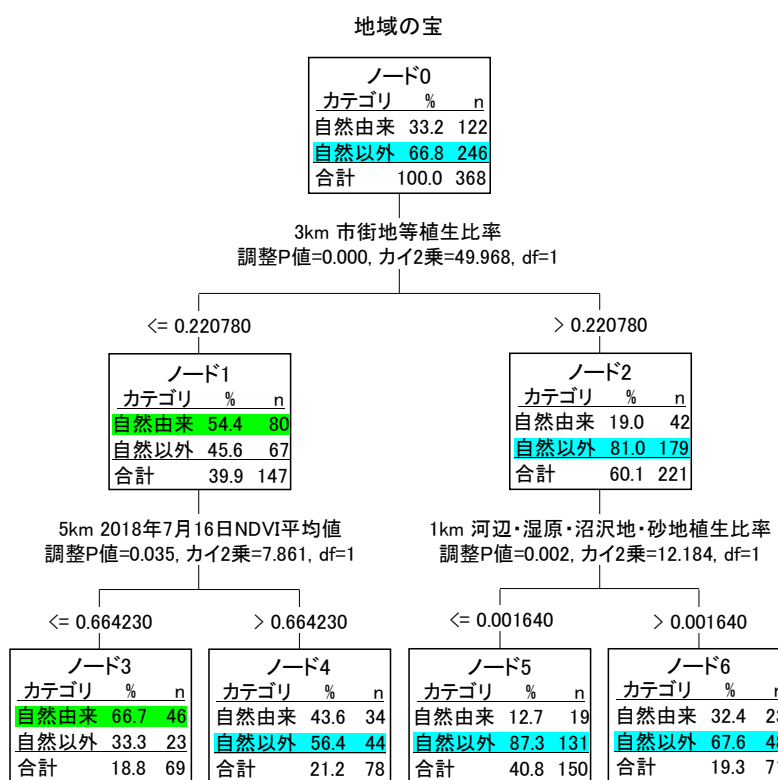 地域の宝
ノード0
カテゴリ % n
自然由来 33.2 122
自然以外 66.8 246
合計 100.0 368
3km 市街地等植生比率
調整P値=0.000, カイ2乗=49.968, df=1
<= 0.220780
> 0.220780
ノード1
カテゴリ % n
自然由来 54.4 80
自然以外 45.6 67
合計 39.9 147
ノード2
カテゴリ % n
自然由来 19.0 42
自然以外 81.0 179
合計 60.1 221
5km 2018年7月16日NDVI平均値
調整P値=0.035, カイ2乗=7.861, df=1
1km 河辺・湿原・沼沢地・砂地植生比率
調整P値=0.002, カイ2乗=12.184, df=1
<= 0.664230
> 0.664230
<= 0.001640
> 0.001640
ノード3
カテゴリ % n
自然由来 66.7 46
自然以外 33.3 23
合計 18.8 69
ノード4
カテゴリ % n
自然由来 43.6 34
自然以外 56.4 44
合計 21.2 78
ノード5
カテゴリ % n
自然由来 12.7 19
自然以外 87.3 131
合計 40.8 150
ノード6
カテゴリ % n
自然由来 32.4 23
自然以外 67.6 48
合計 19.3